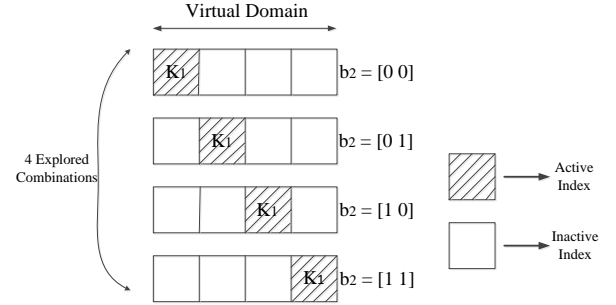 Virtual Domain
K1
b2 = [0 0]
K1
b2 = [0 1]
4 Explored
Combinations
K1
b2 = [1 0]
K1
b2 = [1 1]
Active
Index
Inactive
Index